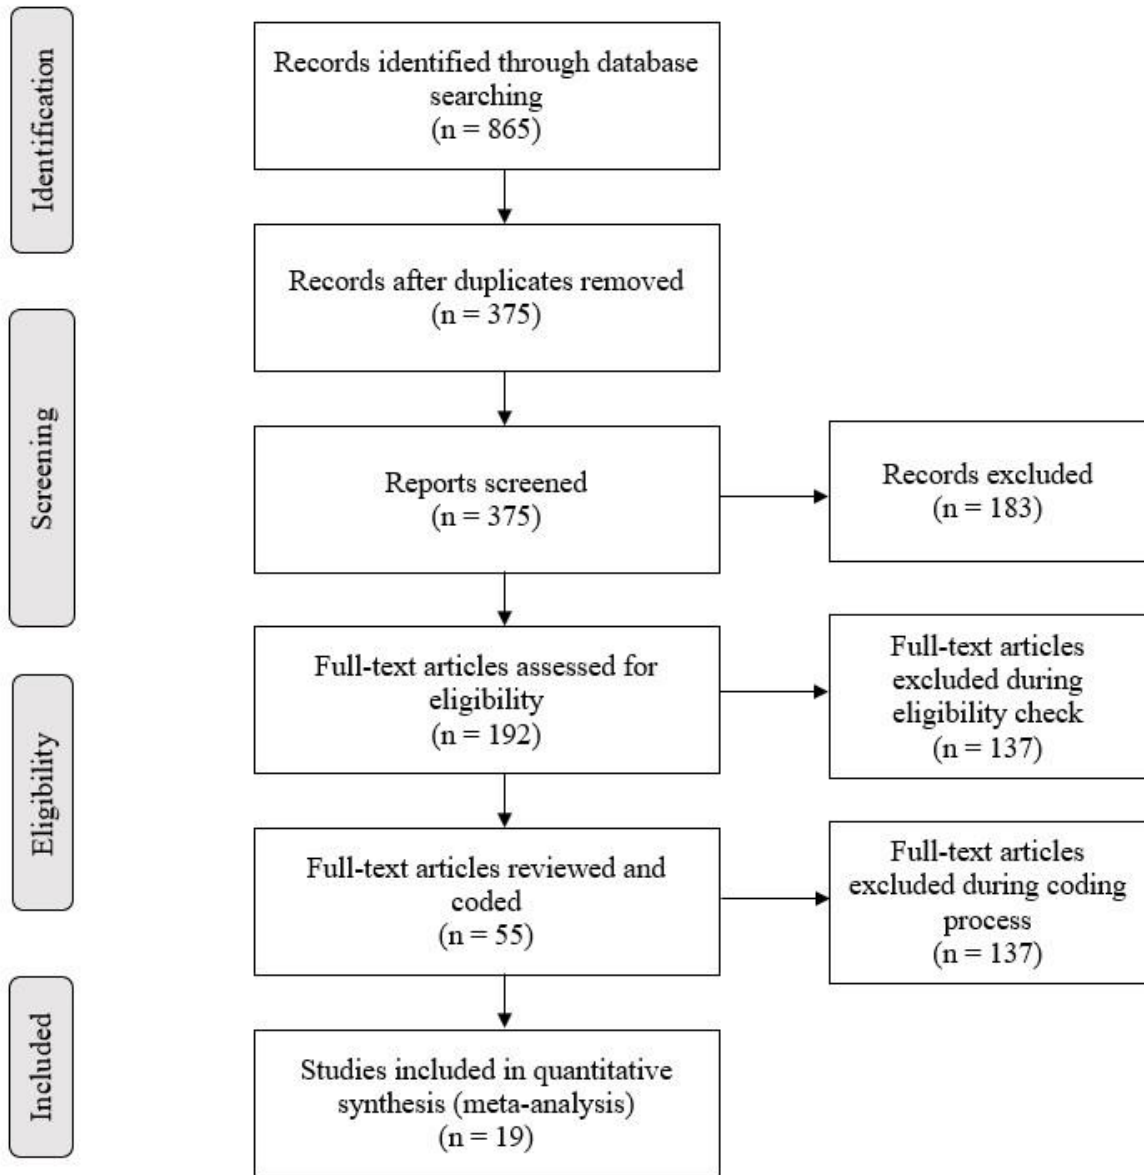 Identification
Records identified through database
searching
(n = 865)
Records after duplicates removed
(n = 375)
Screening
Reports screened
(n = 375)
Records excluded
(n = 183)
Full-text articles assessed for
eligibility
(n = 192)
Full-text articles
excluded during
eligibility check
(n = 137)
Eligibility
Full-text articles reviewed and
coded
(n = 55)
Full-text articles
excluded during coding
process
(n = 137)
Included
Studies included in quantitative
synthesis (meta-analysis)
(n = 19)